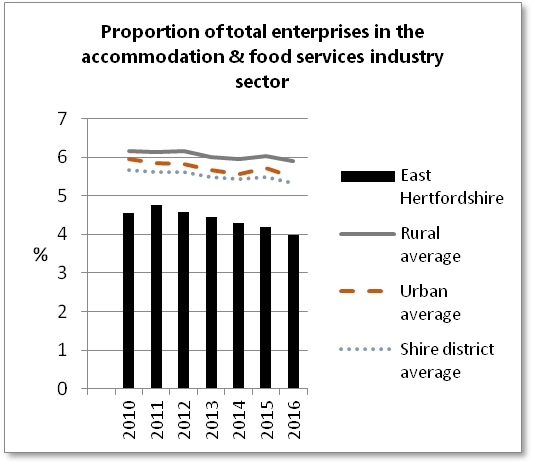 Proportion of total enterprises in the
accommodation & food services industry
sector
7
6
5
4
3
2
1
0
%
2010
2011
2012
2013
2014
2015
2016
East
Hertfordshire
Rural
average
Urban
average
Shire district
average